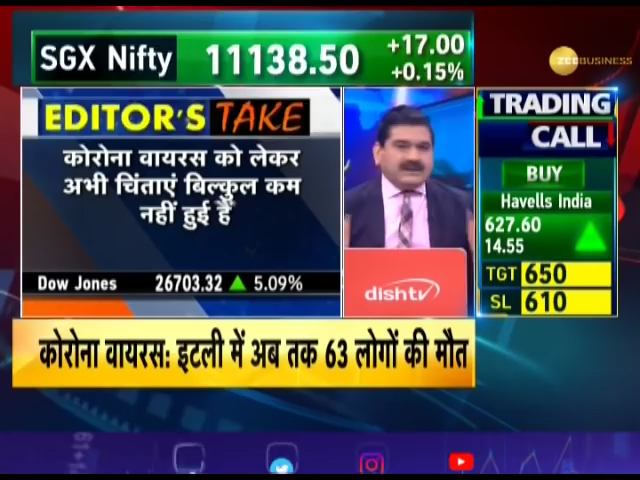 SGX Nifty 11138.50 +17.00
+0.15%
ZEEBUSINESS
EDITOR'S TAKE
कोरोना वायरस को लेकर
अभी चिंताएं बिल्कुल कम
नहीं हुई हैं
Dow Jones 26703.32 ▲ 5.09%
dishtv
TRADING
CALL
BUY
Havells India
627.60
14.55
TGT 650
SL 610
कोरोना वायरस: इटली में अब तक 63 लोगों की मौत